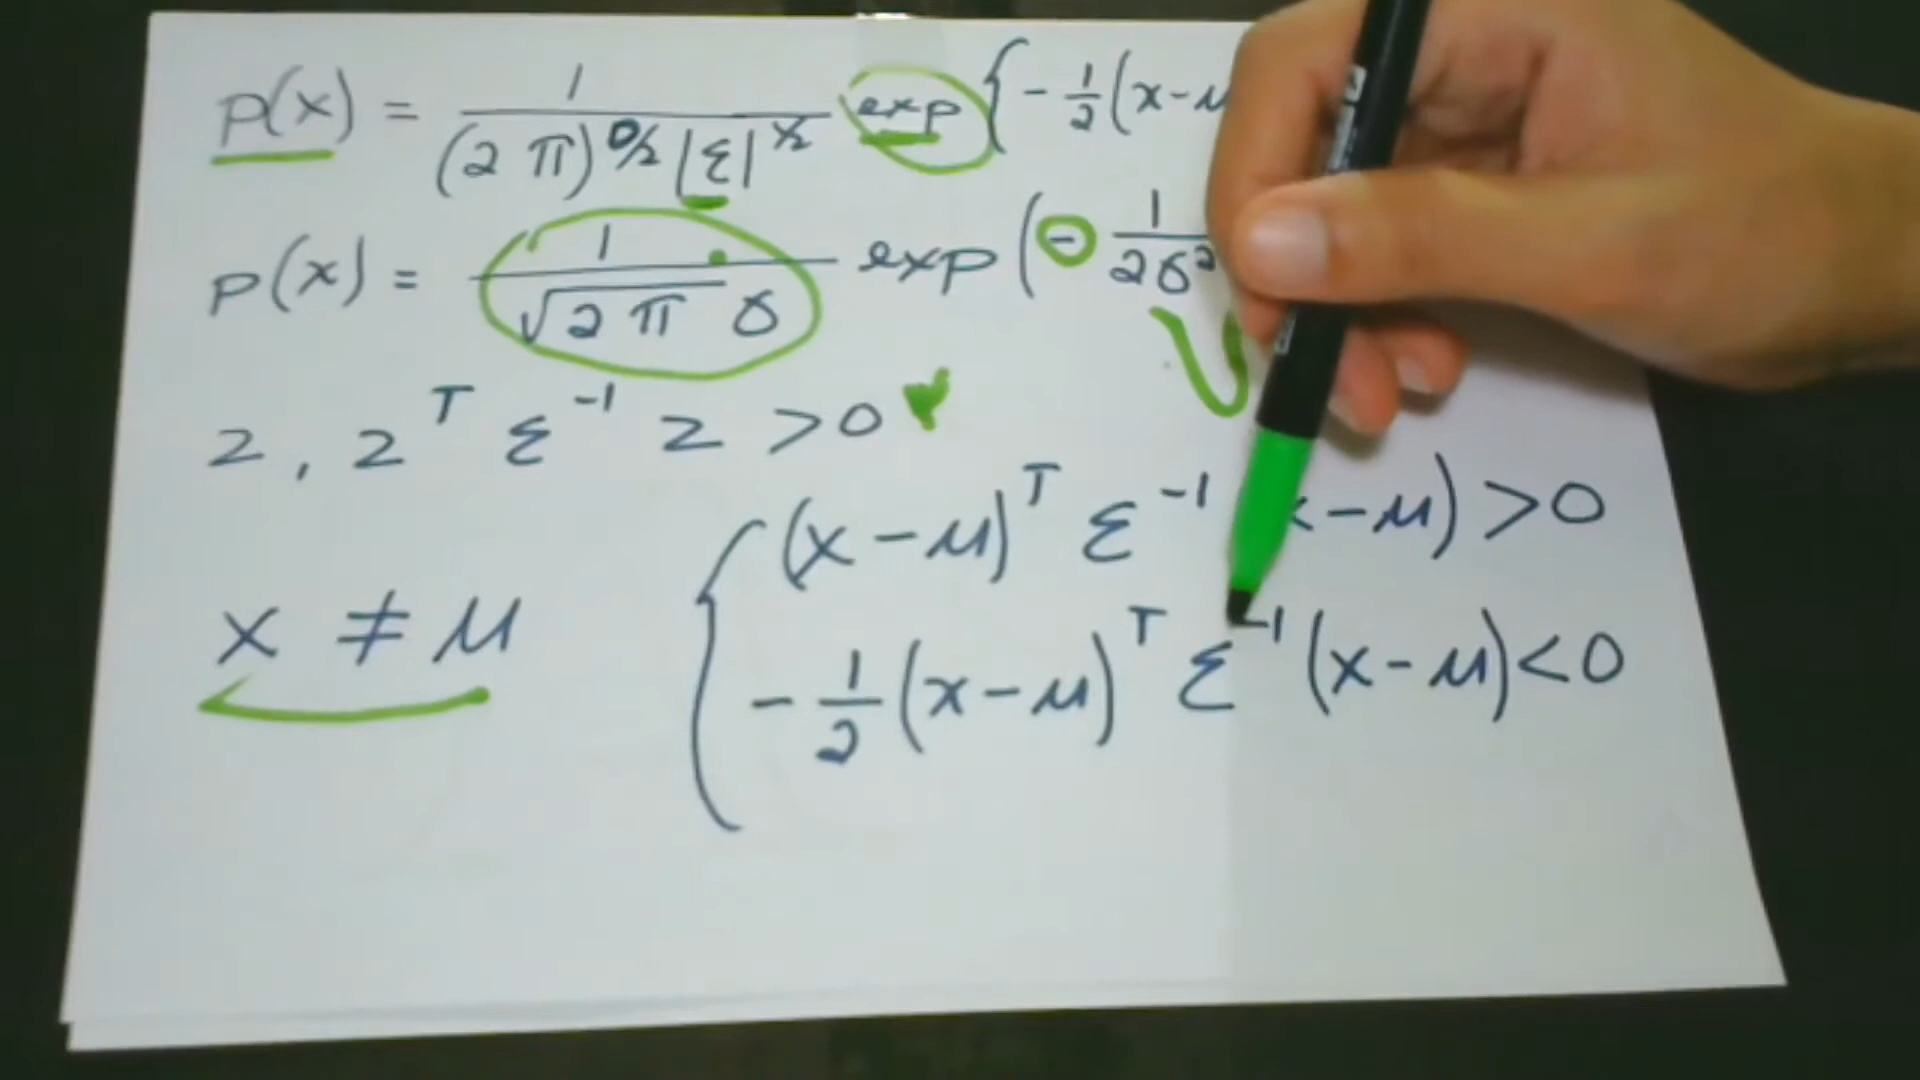 p(x) = 1 / (2π)^{D/2} |Σ|^{1/2} exp { - 1/2 (x-μ
p(x) = 1 / √2π σ exp ( - 1 / 2σ²
z, z^T Σ^{-1} z > 0
(x-μ)^T Σ^{-1} x-μ) > 0
x ≠ μ
- 1/2 (x-μ)^T Σ^{-1} (x-μ) < 0